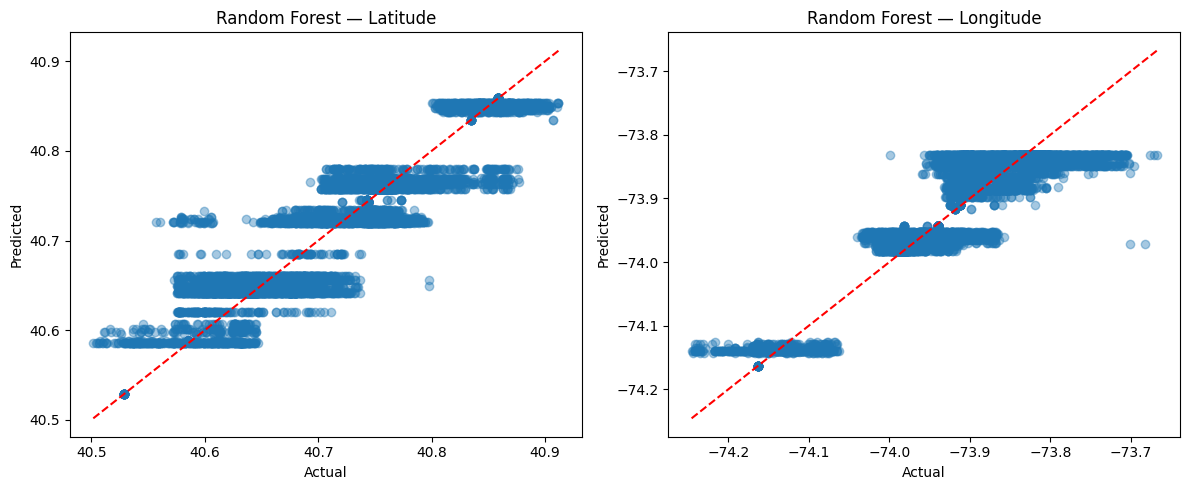 Random Forest — Latitude
40.9
40.8
40.7
40.6
40.5
40.5 40.6 40.7 40.8 40.9
Actual
Predicted
Random Forest — Longitude
−73.7
−73.8
−73.9
−74.0
−74.1
−74.2
−74.2 −74.1 −74.0 −73.9 −73.8 −73.7
Actual
Predicted